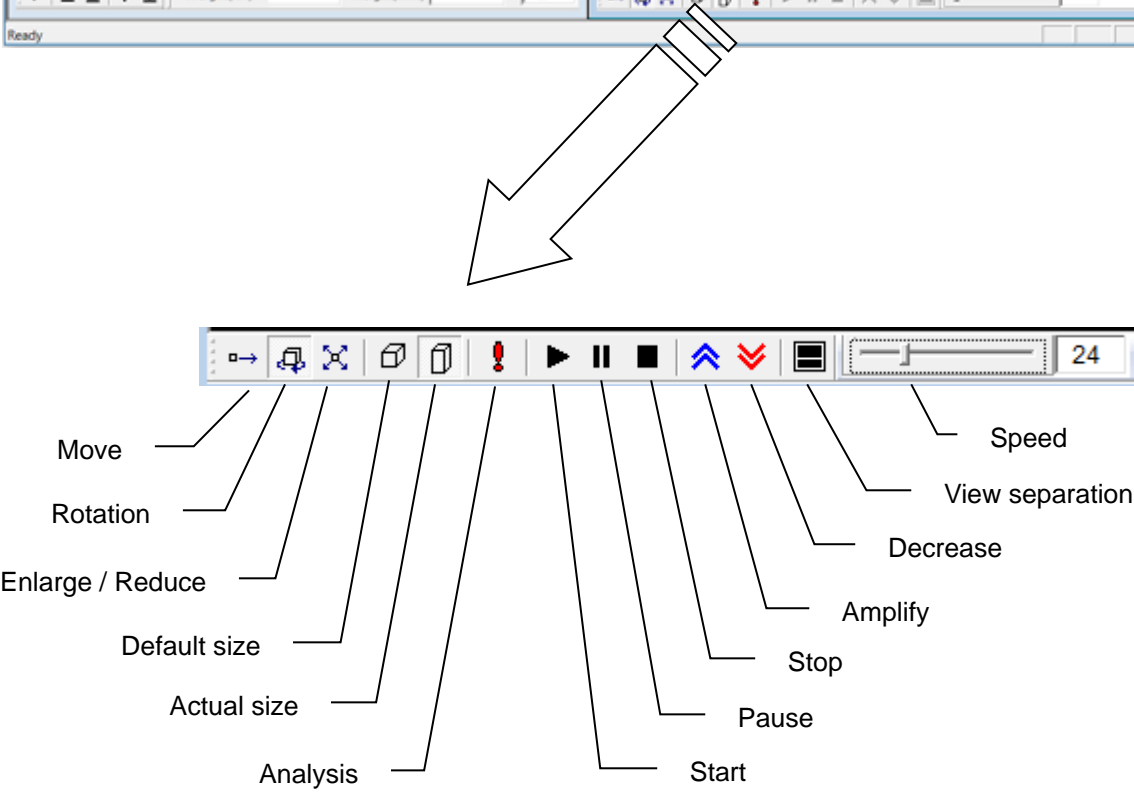 Ready
24
Move
Speed
View separation
Rotation
Decrease
Enlarge / Reduce
Amplify
Default size
Stop
Actual size
Pause
Analysis
Start